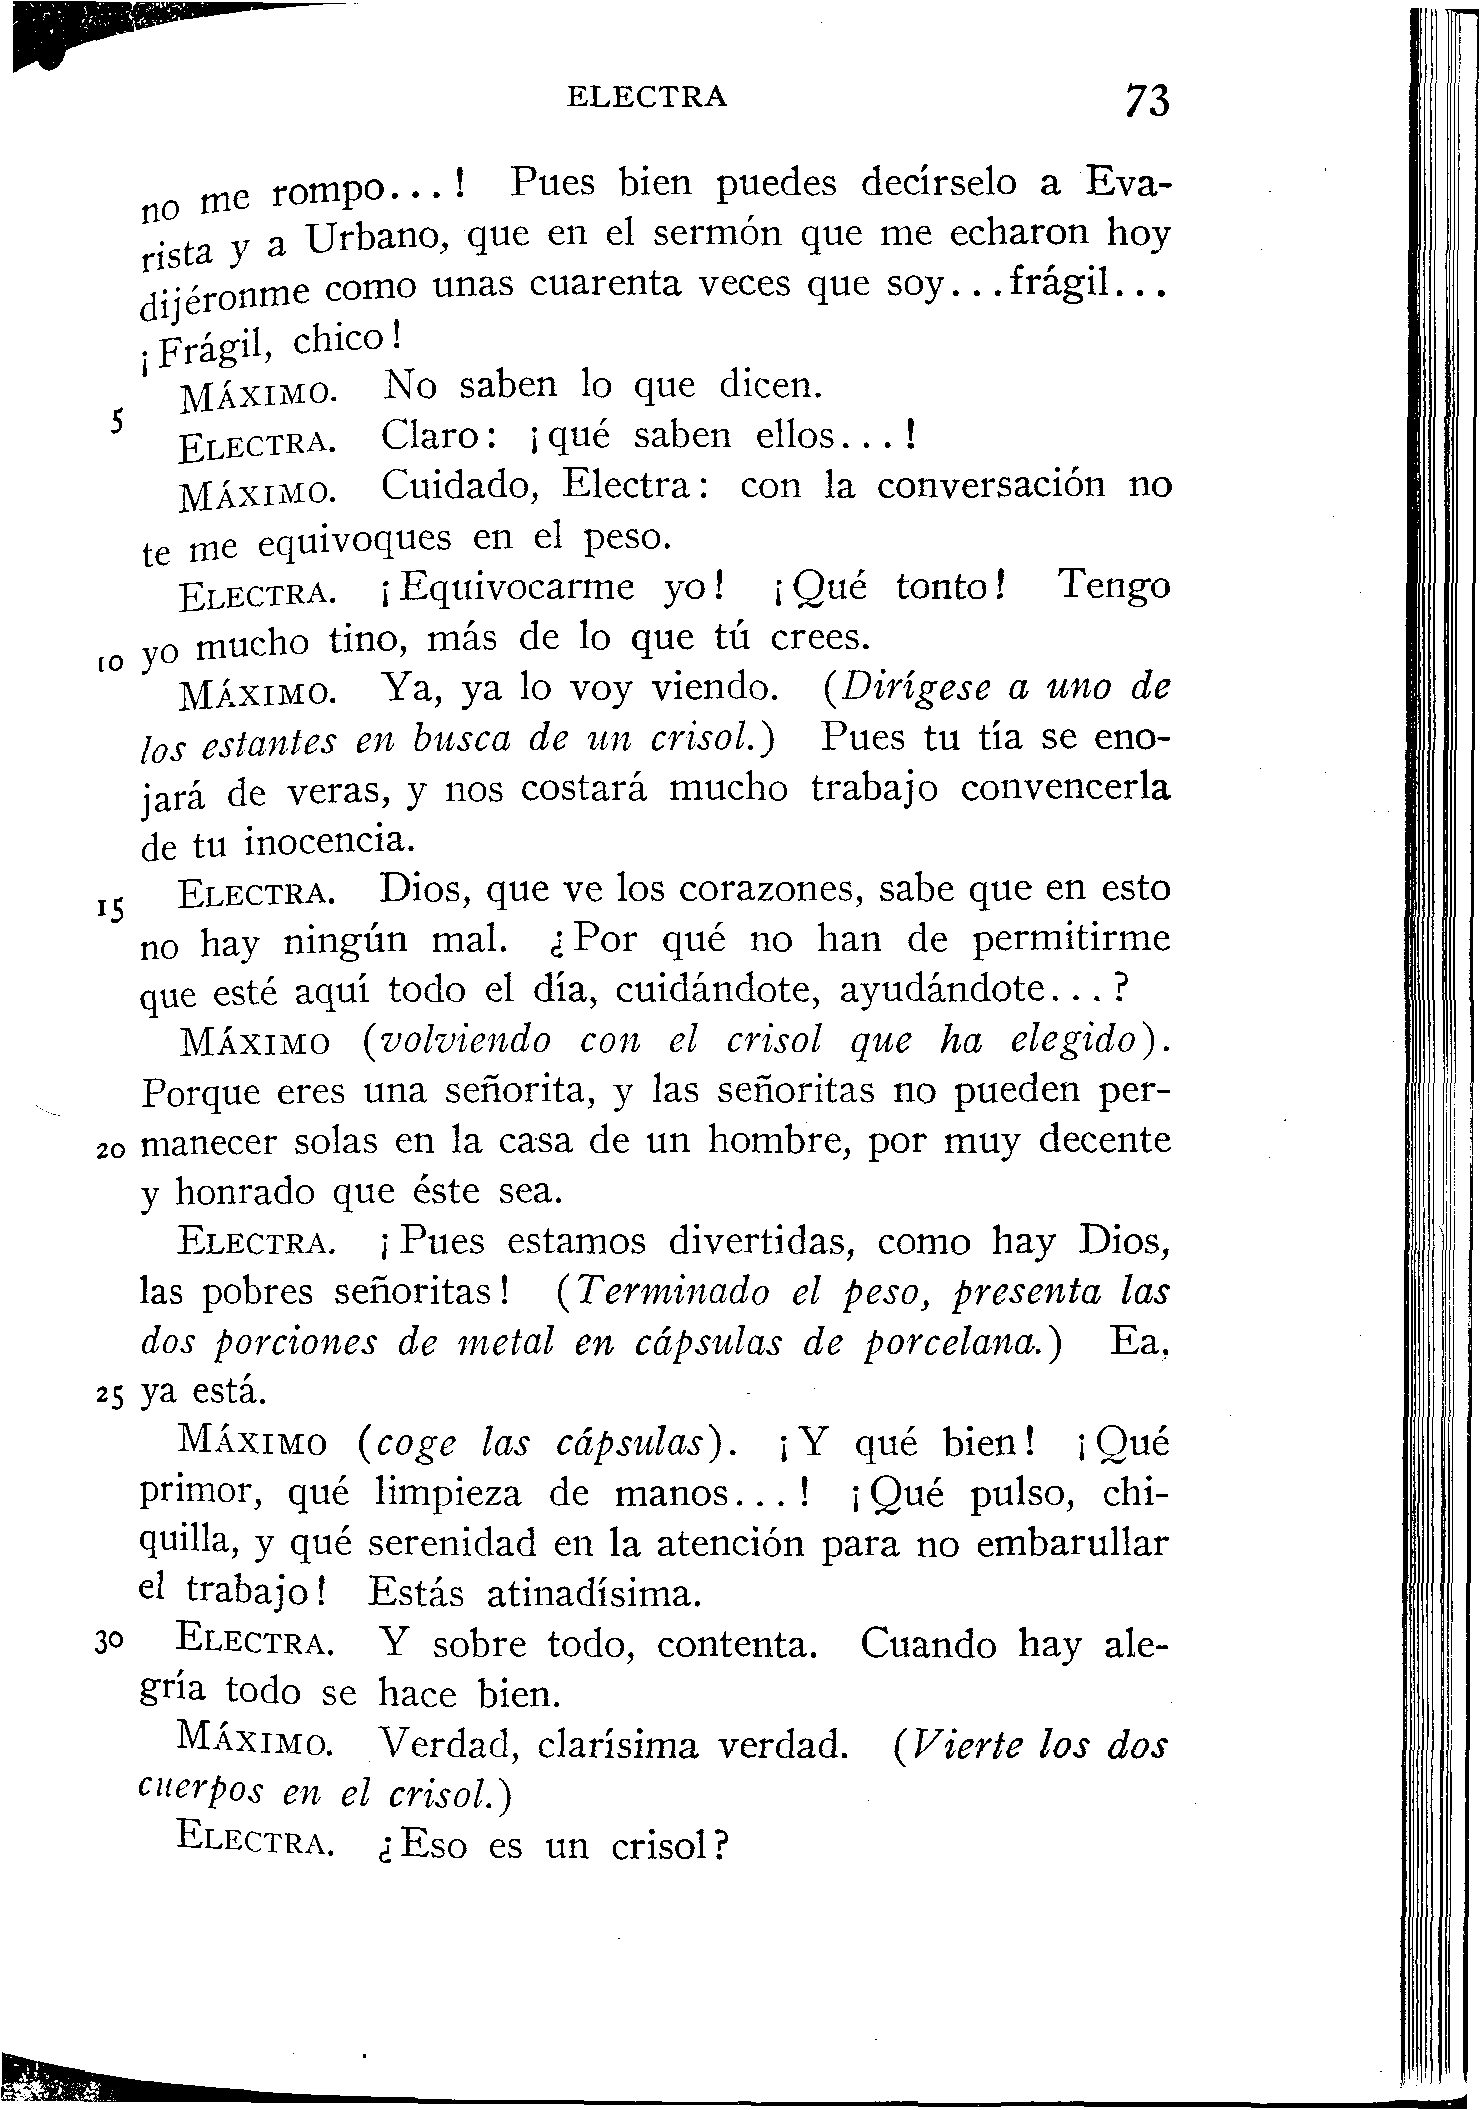 ELECTRA 73
no me rompo...! Pues bien puedes decírselo a Eva-
rista y a Urbano, que en el sermón que me echaron hoy
dijéronme como unas cuarenta veces que soy...frágil...
¡Frágil, chico!
5 MÁXIMO. No saben lo que dicen.
ELECTRA. Claro: ¡qué saben ellos...!
MÁXIMO. Cuidado, Electra: con la conversación no
te me equivoques en el peso.
ELECTRA. ¡Equivocarme yo! ¡Qué tonto! Tengo
10 yo mucho tino, más de lo que tú crees.
MÁXIMO. Ya, ya lo voy viendo. (Dirígese a uno de
los estantes en busca de un crisol.) Pues tu tía se eno-
jará de veras, y nos costará mucho trabajo convencerla
de tu inocencia.
15 ELECTRA. Dios, que ve los corazones, sabe que en esto
no hay ningún mal. ¿Por qué no han de permitirme
que esté aquí todo el día, cuidándote, ayudándote...?
MÁXIMO (volviendo con el crisol que ha elegido).
Porque eres una señorita, y las señoritas no pueden per-
20 manecer solas en la casa de un hombre, por muy decente
y honrado que éste sea.
ELECTRA. ¡Pues estamos divertidas, como hay Dios,
las pobres señoritas! (Terminado el peso, presenta las
dos porciones de metal en cápsulas de porcelana.) Ea,
25 ya está.
MÁXIMO (coge las cápsulas). ¡Y qué bien! ¡Qué
primor, qué limpieza de manos...! ¡Qué pulso, chi-
quilla, y qué serenidad en la atención para no embarullar
el trabajo! Estás atinadísima.
30 ELECTRA. Y sobre todo, contenta. Cuando hay ale-
gría todo se hace bien.
MÁXIMO. Verdad, clarísima verdad. (Vierte los dos
cuerpos en el crisol.)
ELECTRA. ¿Eso es un crisol?